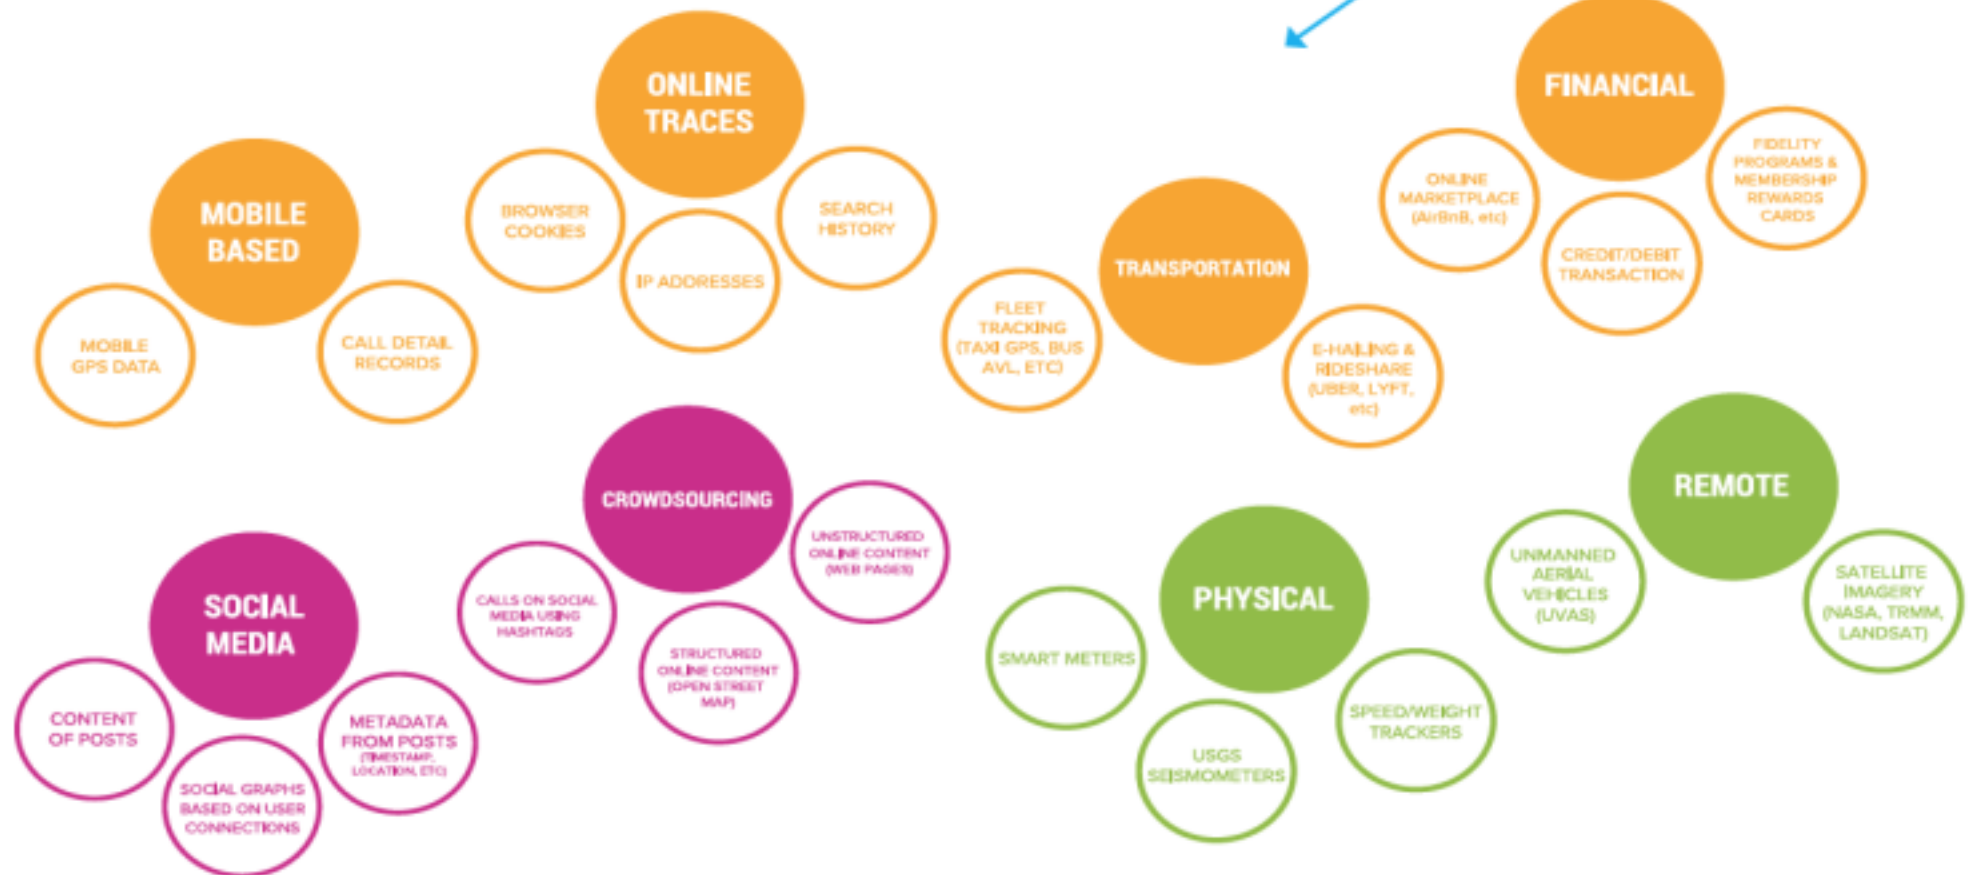 MOBILE
BASED
MOBILE
GPS DATA
CALL DETAIL
RECORDS
ONLINE
TRACES
BROWSER
COOKIES
IP ADDRESSES
SEARCH
HISTORY
TRANSPORTATION
FLEET
TRACKING
(TAXI GPS, BUS
AVL, ETC)
E-HAILING &
RIDESHARE
(UBER, LYFT,
etc)
FINANCIAL
ONLINE
MARKETPLACE
(AirBnB, etc)
CREDIT/DEBIT
TRANSACTION
FIDELITY
PROGRAMS &
MEMBERSHIP
REWARDS
CARDS
SOCIAL
MEDIA
CONTENT
OF POSTS
SOCIAL GRAPHS
BASED ON USER
CONNECTIONS
METADATA
FROM POSTS
(TIMESTAMP,
LOCATION, ETC)
CROWDSOURCING
CALLS ON SOCIAL
MEDIA USING
HASHTAGS
STRUCTURED
ONLINE CONTENT
(OPEN STREET
MAP)
UNSTRUCTURED
ONLINE CONTENT
(WEB PAGES)
PHYSICAL
SMART METERS
USGS
SEISMOMETERS
SPEED/WEIGHT
TRACKERS
REMOTE
UNMANNED
AERIAL
VEHICLES
(UVAS)
SATELLITE
IMAGERY
(NASA, TRMM,
LANDSAT)